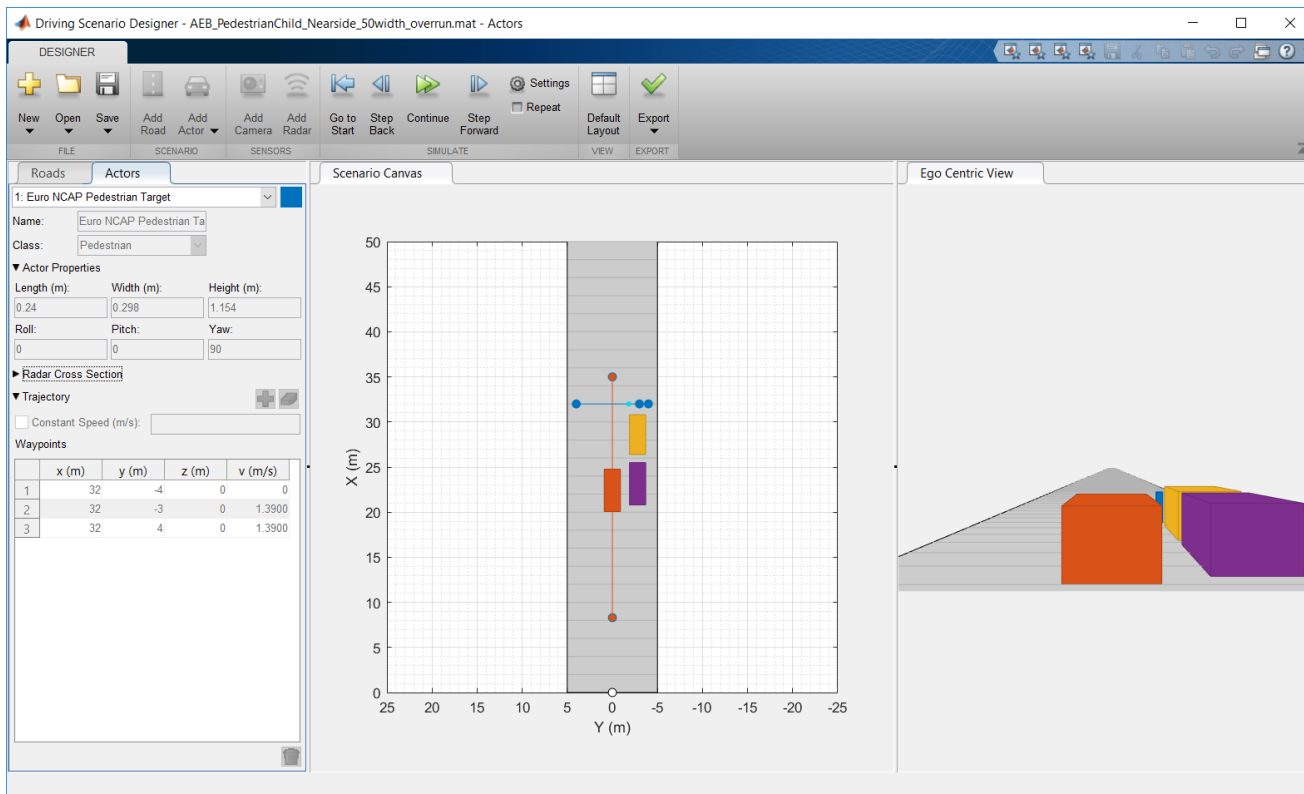 Driving Scenario Designer - AEB_PedestrianChild_Nearside_50width_overrun.mat - Actors
DESIGNER
New Open Save Add Road Add Actor Add Camera Add Radar Go to Start Step Back Continue Step Forward Settings Repeat Default Layout Export
FILE SCENARIO SENSORS SIMULATE VIEW EXPORT
Roads Actors
1: Euro NCAP Pedestrian Target
Name: Euro NCAP Pedestrian Ta
Class: Pedestrian
Actor Properties
Length (m): Width (m): Height (m):
0.24 0.298 1.154
Roll: Pitch: Yaw:
0 0 90
Radar Cross Section
Trajectory
Constant Speed (m/s):
Waypoints
x (m) y (m) z (m) v (m/s)
1 32 -4 0 0
2 32 -3 0 1.3900
3 32 4 0 1.3900
Scenario Canvas
50
45
40
35
30
25
20
15
10
5
0
X (m)
25 20 15 10 5 0 -5 -10 -15 -20 -25
Y (m)
Ego Centric View